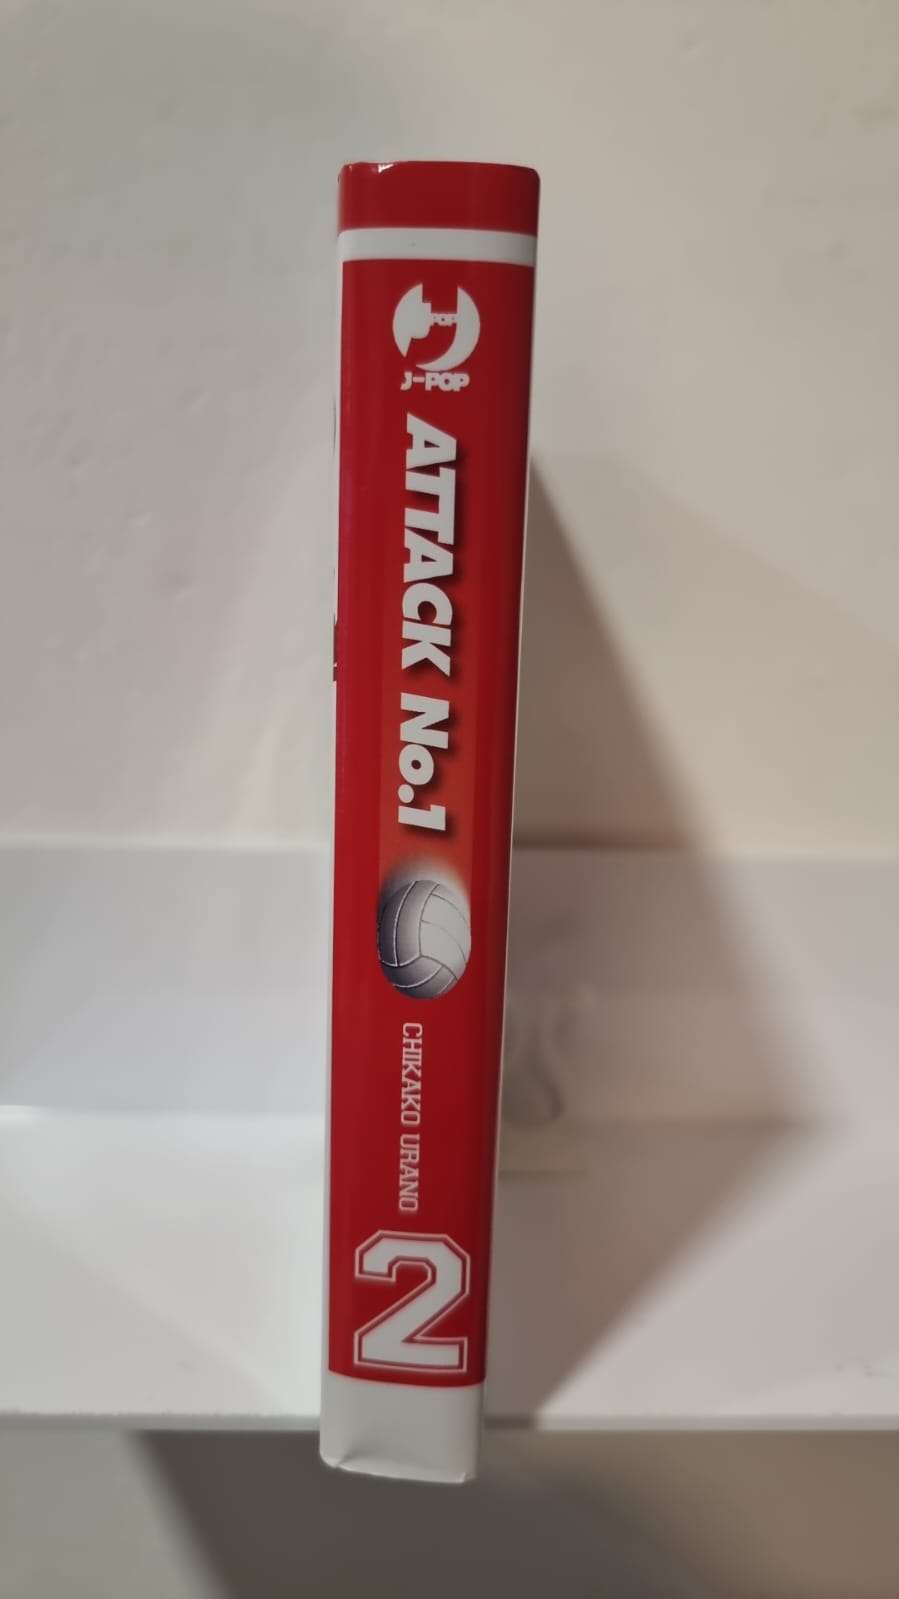 J-POP
ATTACK No.1
CHIKAKO URANO
2